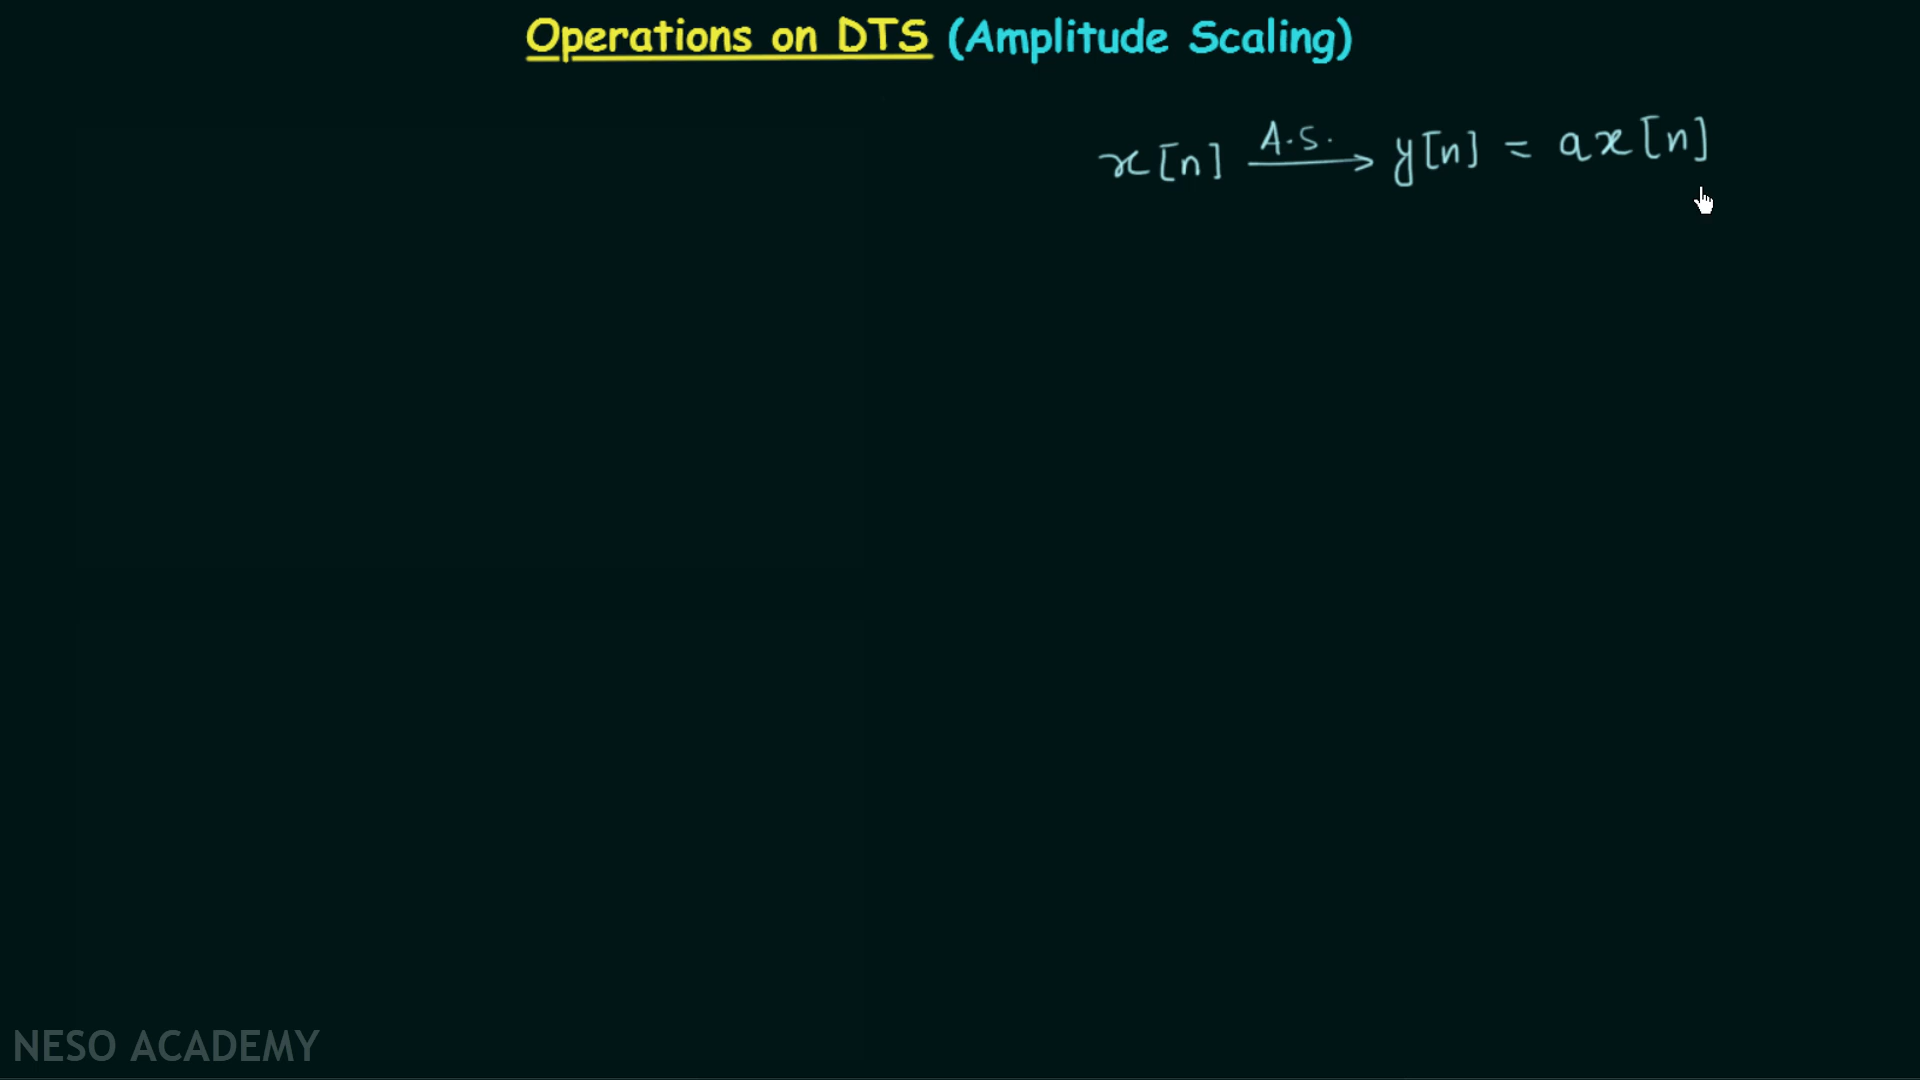 Operations on DTS (Amplitude Scaling)
x[n] A.S. → y[n] = ax[n]
NESO ACADEMY